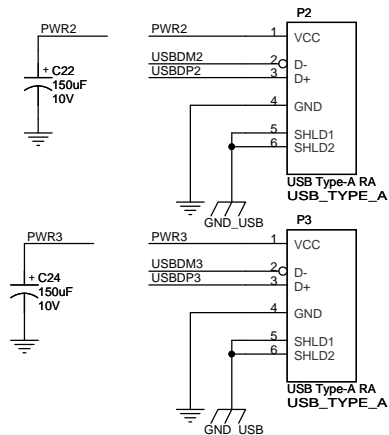 P2
PWR2
PWR2
1
VCC
+ C22
150uF
10V
USBDM2
2
D-
USBDP2
3
D+
4
GND
5
SHLD1
6
SHLD2
GND_USB
USB Type-A RA
USB_TYPE_A
P3
PWR3
PWR3
1
VCC
+ C24
150uF
10V
USBDM3
2
D-
USBDP3
3
D+
4
GND
5
SHLD1
6
SHLD2
GND_USB
USB Type-A RA
USB_TYPE_A